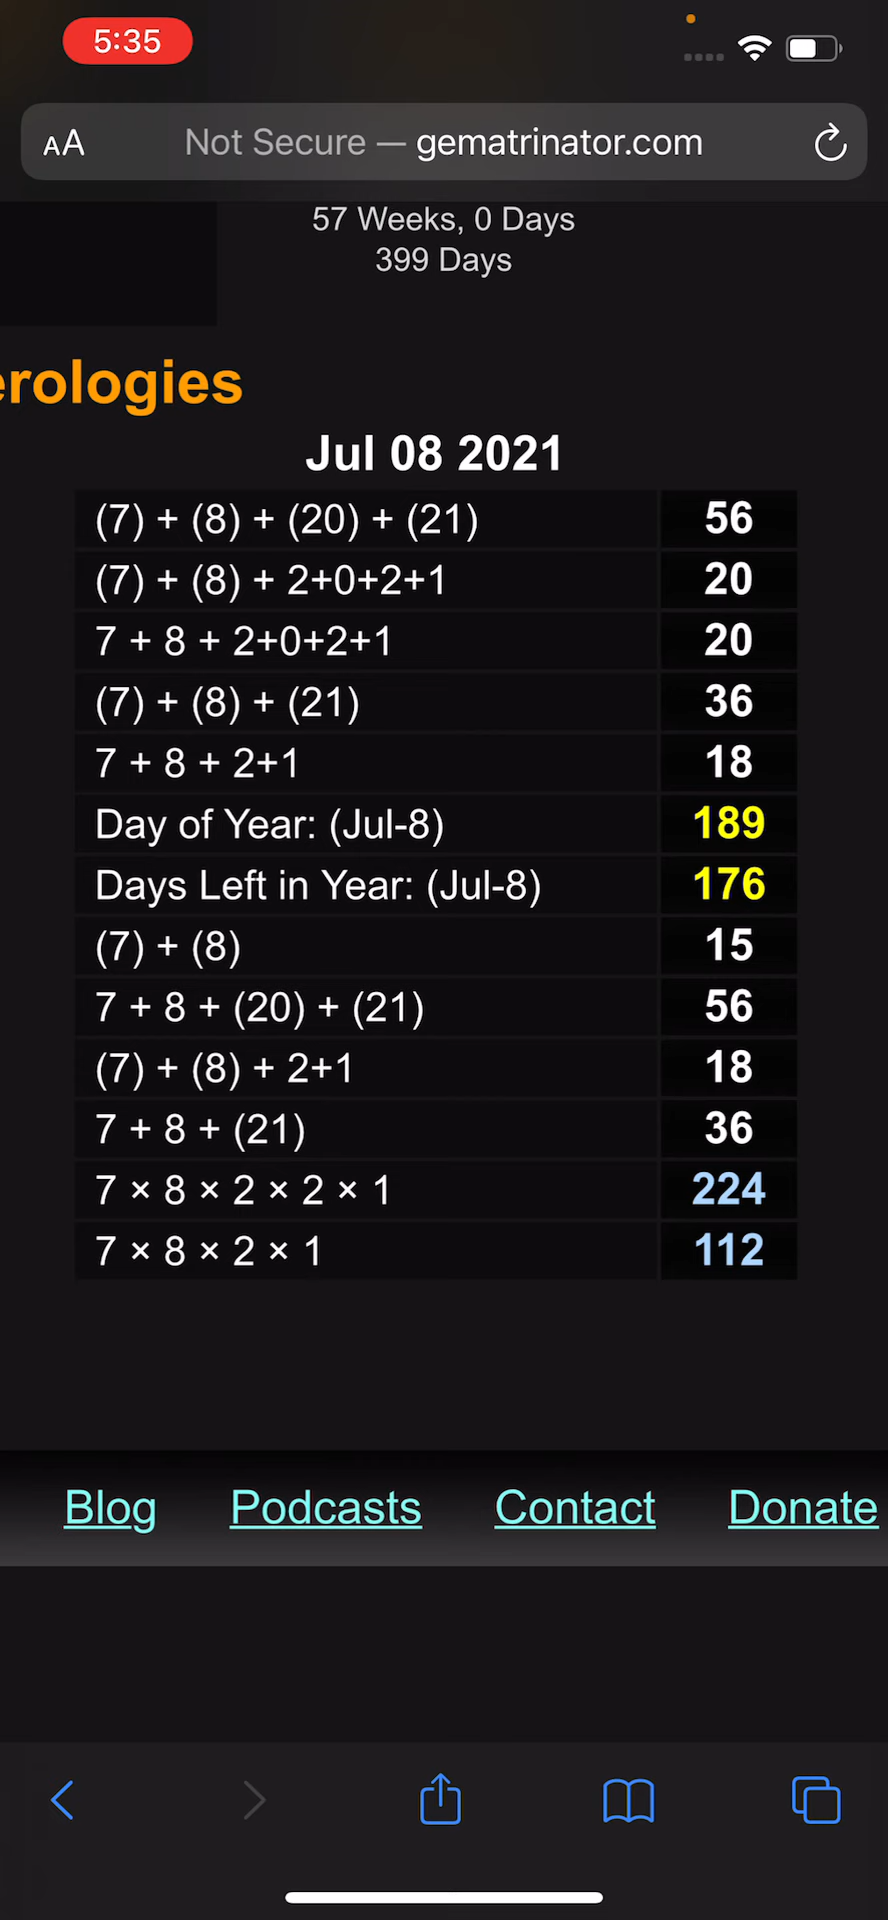 5:35
AA Not Secure — gematrinator.com
57 Weeks, 0 Days
399 Days
erologies
Jul 08 2021
(7) + (8) + (20) + (21) 56
(7) + (8) + 2+0+2+1 20
7 + 8 + 2+0+2+1 20
(7) + (8) + (21) 36
7 + 8 + 2+1 18
Day of Year: (Jul-8) 189
Days Left in Year: (Jul-8) 176
(7) + (8) 15
7 + 8 + (20) + (21) 56
(7) + (8) + 2+1 18
7 + 8 + (21) 36
7 × 8 × 2 × 2 × 1 224
7 × 8 × 2 × 1 112
Blog Podcasts Contact Donate